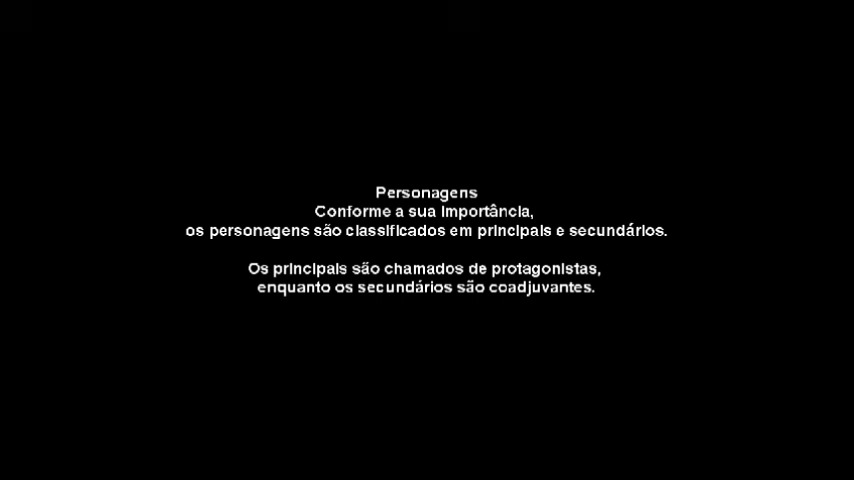 Personagens
Conforme a sua importância,
os personagens são classificados em principais e secundários.
Os principais são chamados de protagonistas,
enquanto os secundários são coadjuvantes.